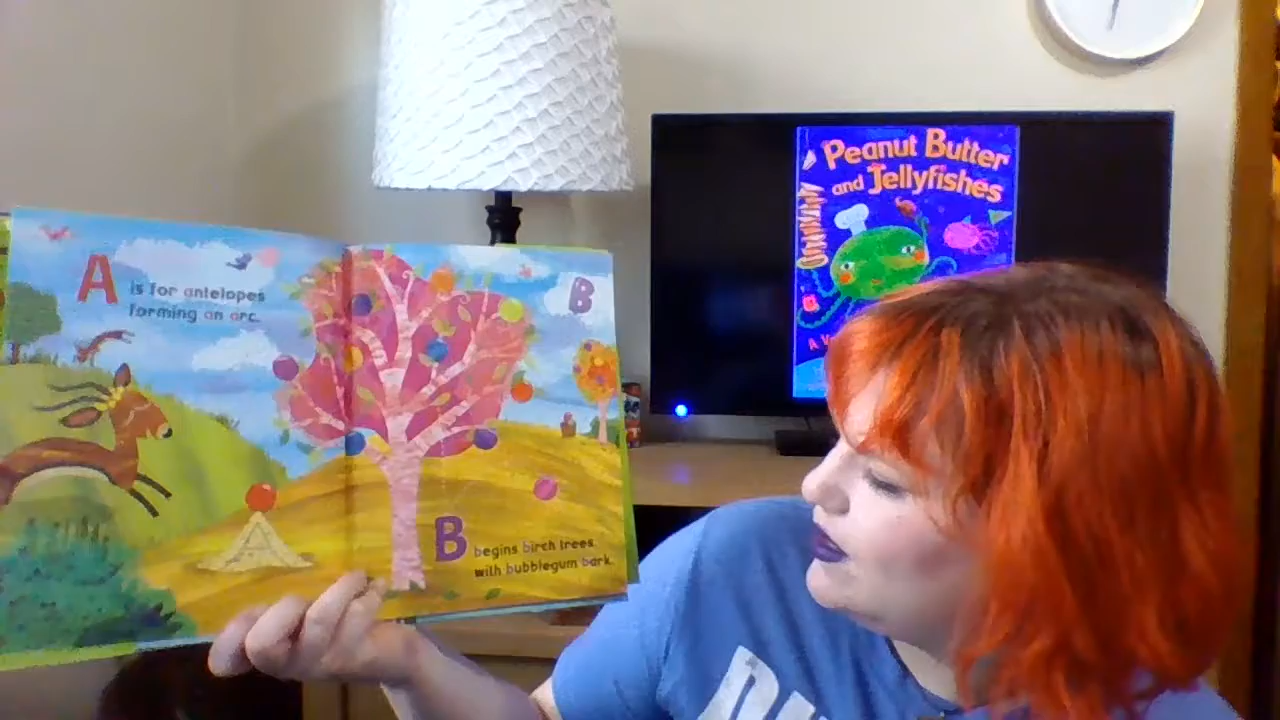 A is for antelopes
forming an arc.
B
B begins birch trees,
with bubblegum bark.
Peanut Butter
and Jellyfishes
A